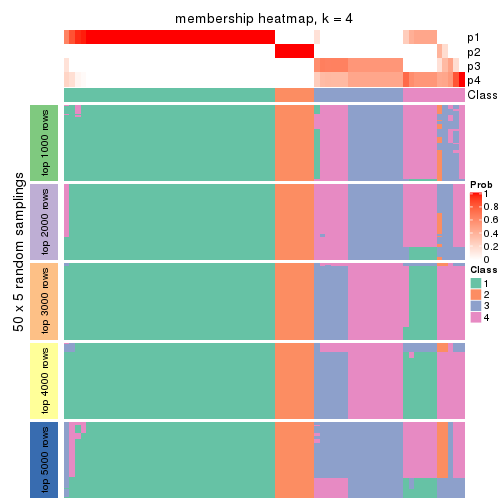 membership heatmap, k = 4
p1
p2
p3
p4
Class
50 x 5 random samplings
top 1000 rows
top 2000 rows
top 3000 rows
top 4000 rows
top 5000 rows
Prob
1
0.8
0.6
0.4
0.2
0
Class
1
2
3
4